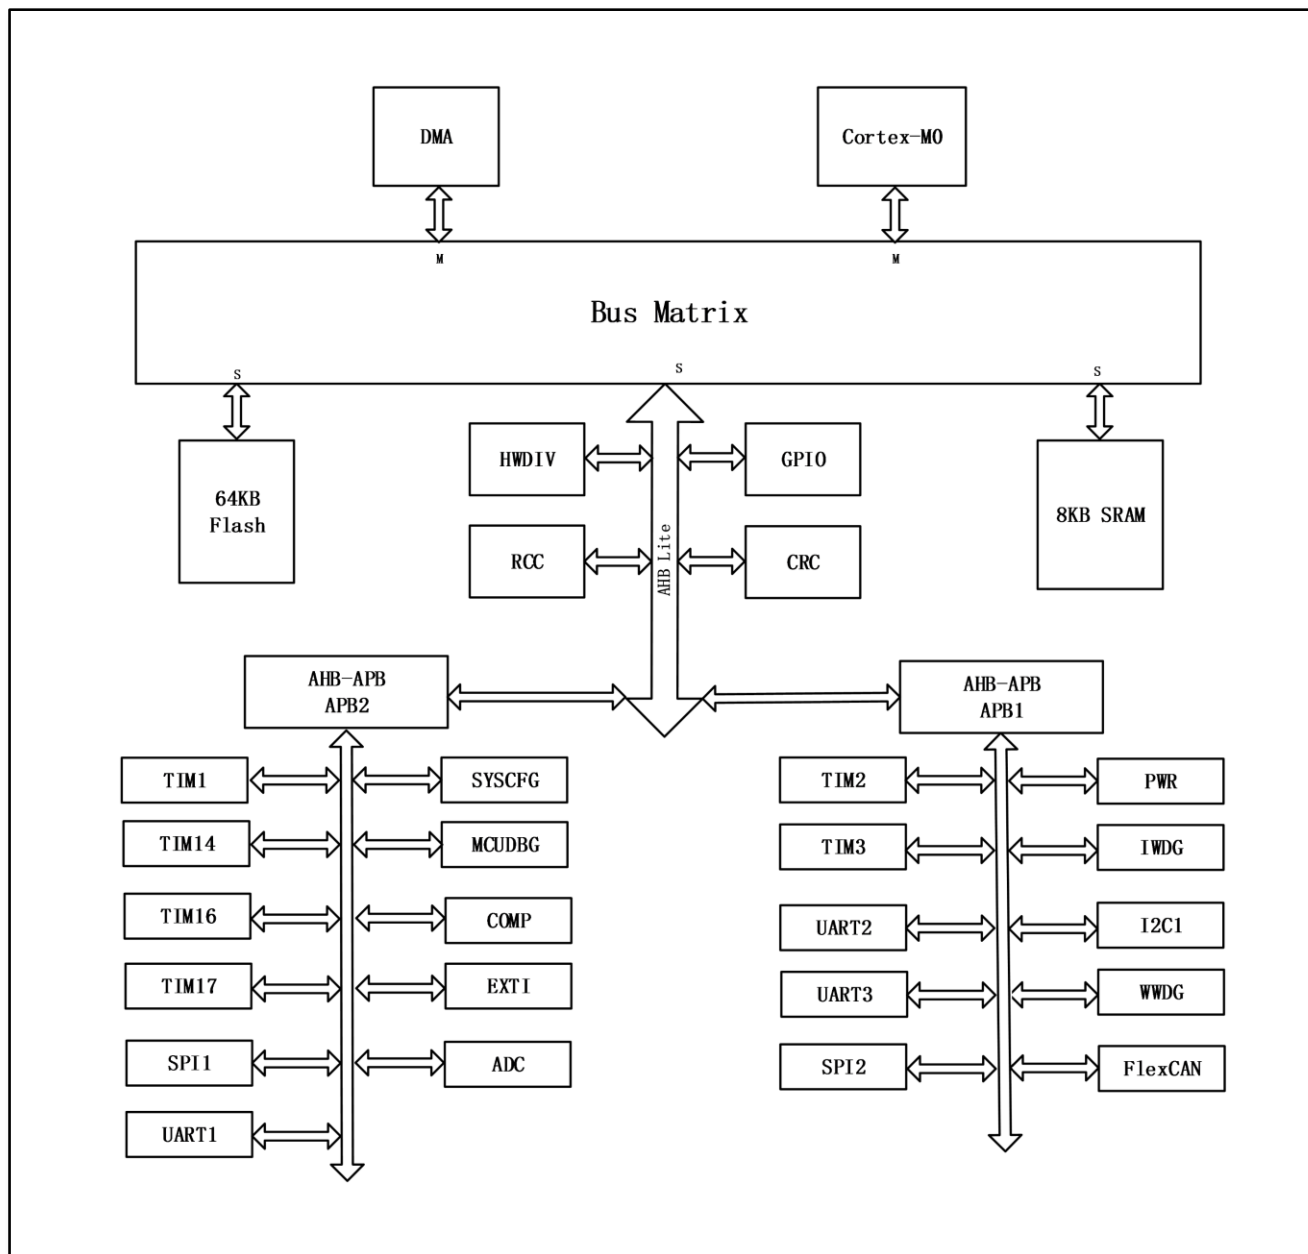 DMA
Cortex-M0
M
M
Bus Matrix
S
S
S
HWDIV
GPIO
64KB
Flash
8KB SRAM
RCC
AHB Lite
CRC
AHB-APB
APB2
AHB-APB
APB1
TIM1
SYSCFG
TIM14
MCUDBG
TIM16
COMP
TIM17
EXTI
SPI1
ADC
UART1
TIM2
PWR
TIM3
IWDG
UART2
I2C1
UART3
WWDG
SPI2
FlexCAN